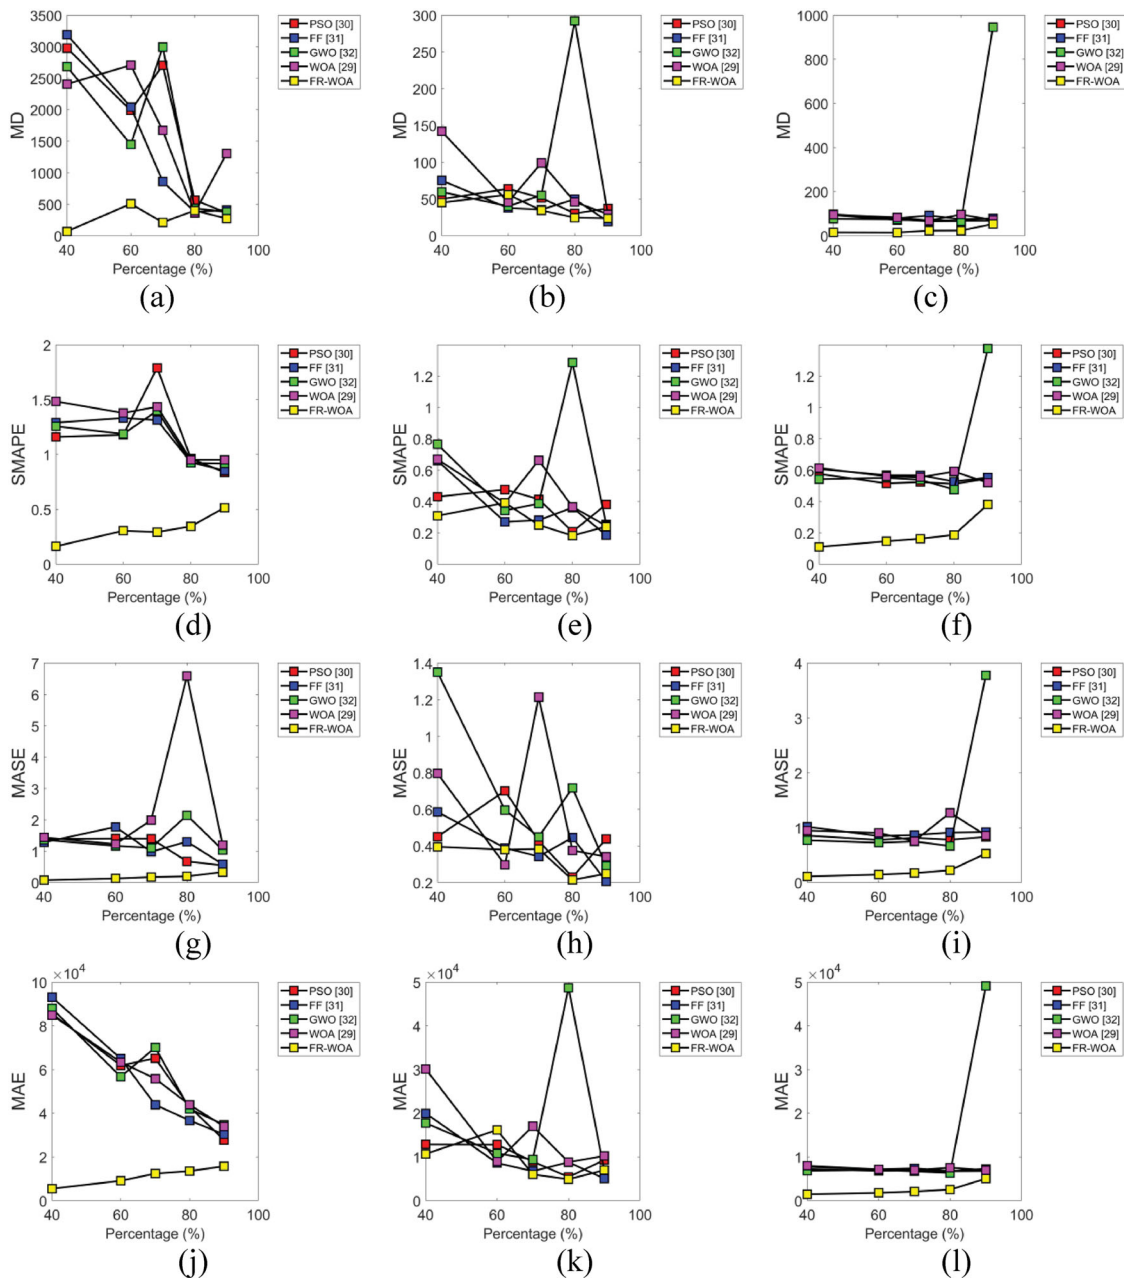 3500
3000
2500
2000
1500
1000
500
0
MD
40 60 80 100
Percentage (%)
PSO [30]
FF [31]
GWO [32]
WOA [29]
FR-WOA
(a)
300
250
200
150
100
50
0
MD
40 60 80 100
Percentage (%)
PSO [30]
FF [31]
GWO [32]
WOA [29]
FR-WOA
(b)
1000
800
600
400
200
0
MD
40 60 80 100
Percentage (%)
PSO [30]
FF [31]
GWO [32]
WOA [29]
FR-WOA
(c)
2
1.5
1
0.5
0
SMAPE
40 60 80 100
Percentage (%)
PSO [30]
FF [31]
GWO [32]
WOA [29]
FR-WOA
(d)
1.2
1
0.8
0.6
0.4
0.2
0
SMAPE
40 60 80 100
Percentage (%)
PSO [30]
FF [31]
GWO [32]
WOA [29]
FR-WOA
(e)
1.2
1
0.8
0.6
0.4
0.2
0
SMAPE
40 60 80 100
Percentage (%)
PSO [30]
FF [31]
GWO [32]
WOA [29]
FR-WOA
(f)
7
6
5
4
3
2
1
0
MASE
40 60 80 100
Percentage (%)
PSO [30]
FF [31]
GWO [32]
WOA [29]
FR-WOA
(g)
1.4
1.2
1
0.8
0.6
0.4
0.2
MASE
40 60 80 100
Percentage (%)
PSO [30]
FF [31]
GWO [32]
WOA [29]
FR-WOA
(h)
4
3
2
1
0
MASE
40 60 80 100
Percentage (%)
PSO [30]
FF [31]
GWO [32]
WOA [29]
FR-WOA
(i)
×10⁴
10
8
6
4
2
0
MAE
40 60 80 100
Percentage (%)
PSO [30]
FF [31]
GWO [32]
WOA [29]
FR-WOA
(j)
×10⁴
5
4
3
2
1
0
MAE
40 60 80 100
Percentage (%)
PSO [30]
FF [31]
GWO [32]
WOA [29]
FR-WOA
(k)
×10⁴
5
4
3
2
1
0
MAE
40 60 80 100
Percentage (%)
PSO [30]
FF [31]
GWO [32]
WOA [29]
FR-WOA
(l)